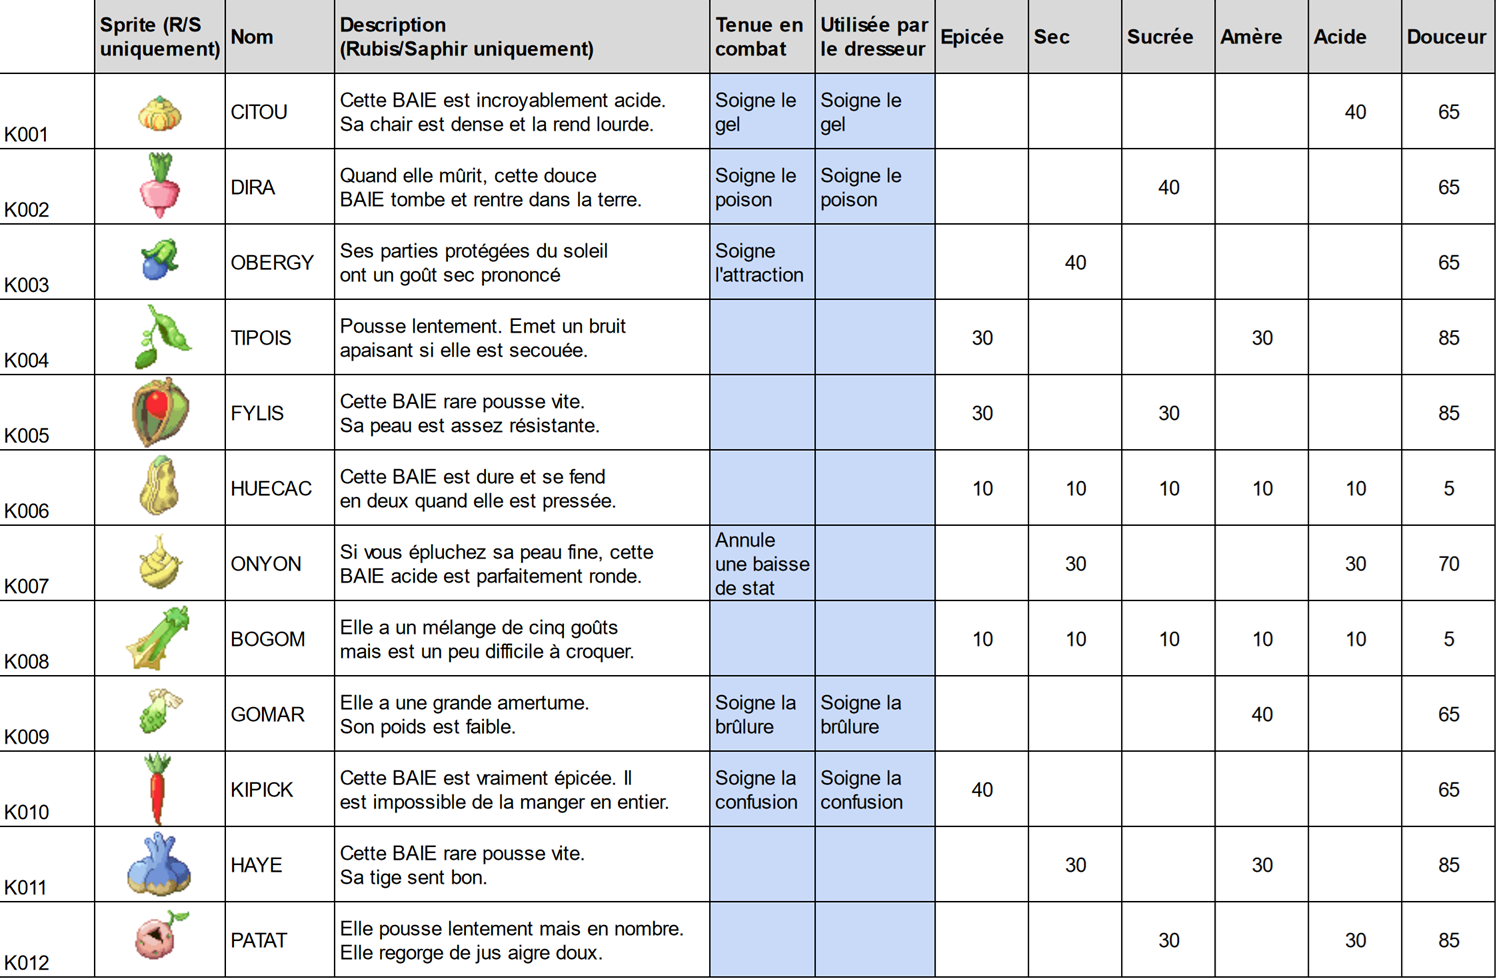 Sprite (R/S uniquement) Nom Description (Rubis/Saphir uniquement) Tenue en combat Utilisée par le dresseur Epicée Sec Sucrée Amère Acide Douceur
K001 CITOU Cette BAIE est incroyablement acide. Sa chair est dense et la rend lourde. Soigne le gel Soigne le gel 40 65
K002 DIRA Quand elle mûrit, cette douce BAIE tombe et rentre dans la terre. Soigne le poison Soigne le poison 40 65
K003 OBERGY Ses parties protégées du soleil ont un goût sec prononcé Soigne l'attraction 40 65
K004 TIPOIS Pousse lentement. Emet un bruit apaisant si elle est secouée. 30 30 85
K005 FYLIS Cette BAIE rare pousse vite. Sa peau est assez résistante. 30 30 85
K006 HUECAC Cette BAIE est dure et se fend en deux quand elle est pressée. 10 10 10 10 10 5
K007 ONYON Si vous épluchez sa peau fine, cette BAIE acide est parfaitement ronde. Annule une baisse de stat 30 30 70
K008 BOGOM Elle a un mélange de cinq goûts mais est un peu difficile à croquer. 10 10 10 10 10 5
K009 GOMAR Elle a une grande amertume. Son poids est faible. Soigne la brûlure Soigne la brûlure 40 65
K010 KIPICK Cette BAIE est vraiment épicée. Il est impossible de la manger en entier. Soigne la confusion Soigne la confusion 40 65
K011 HAYE Cette BAIE rare pousse vite. Sa tige sent bon. 30 30 85
K012 PATAT Elle pousse lentement mais en nombre. Elle regorge de jus aigre doux. 30 30 85